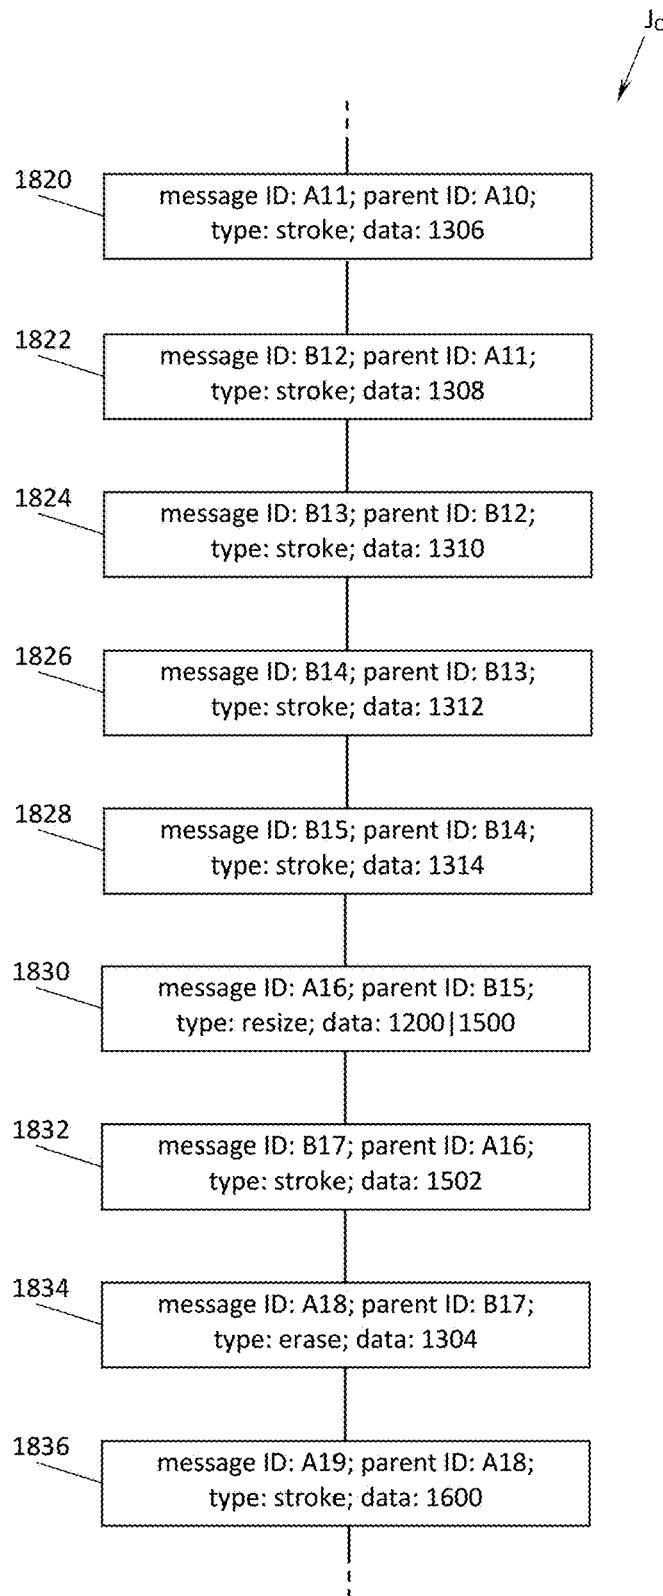 J₀
1820
message ID: A11; parent ID: A10;
type: stroke; data: 1306
1822
message ID: B12; parent ID: A11;
type: stroke; data: 1308
1824
message ID: B13; parent ID: B12;
type: stroke; data: 1310
1826
message ID: B14; parent ID: B13;
type: stroke; data: 1312
1828
message ID: B15; parent ID: B14;
type: stroke; data: 1314
1830
message ID: A16; parent ID: B15;
type: resize; data: 1200|1500
1832
message ID: B17; parent ID: A16;
type: stroke; data: 1502
1834
message ID: A18; parent ID: B17;
type: erase; data: 1304
1836
message ID: A19; parent ID: A18;
type: stroke; data: 1600